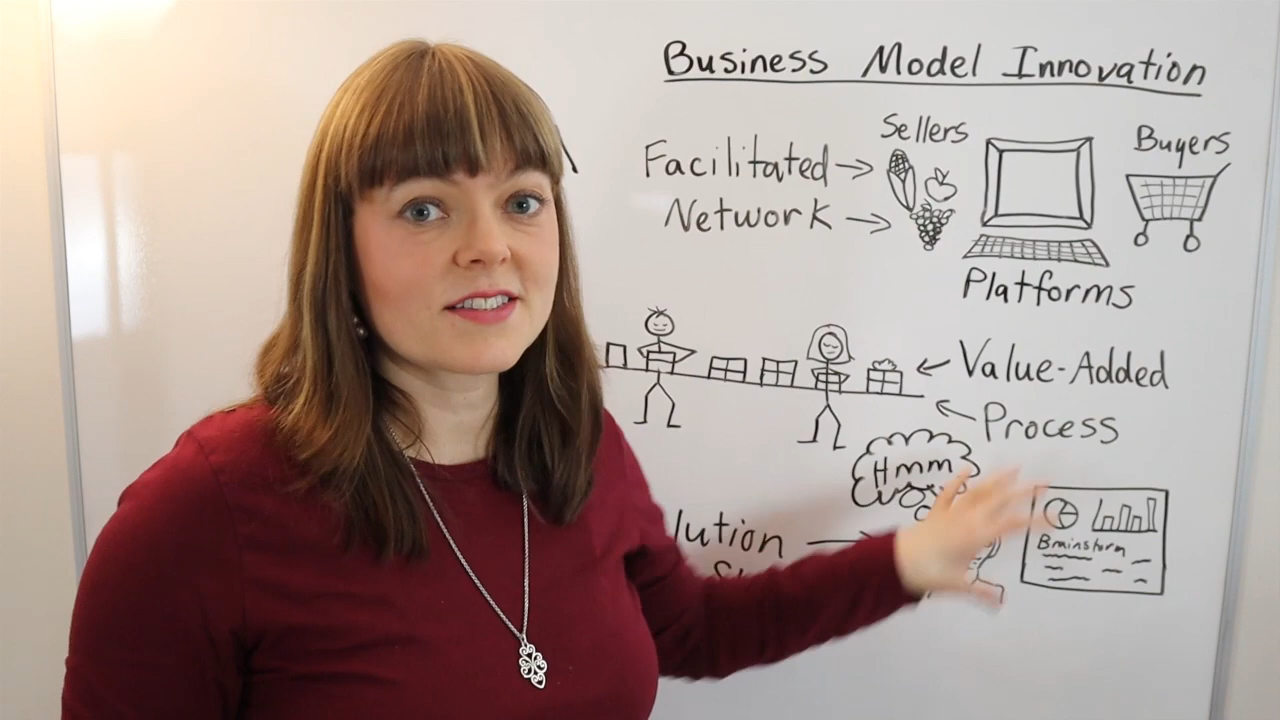 Business Model Innovation
Sellers
Buyers
Facilitated
Network
Platforms
Value-Added
Process
Hmm
lution
Brainstorm